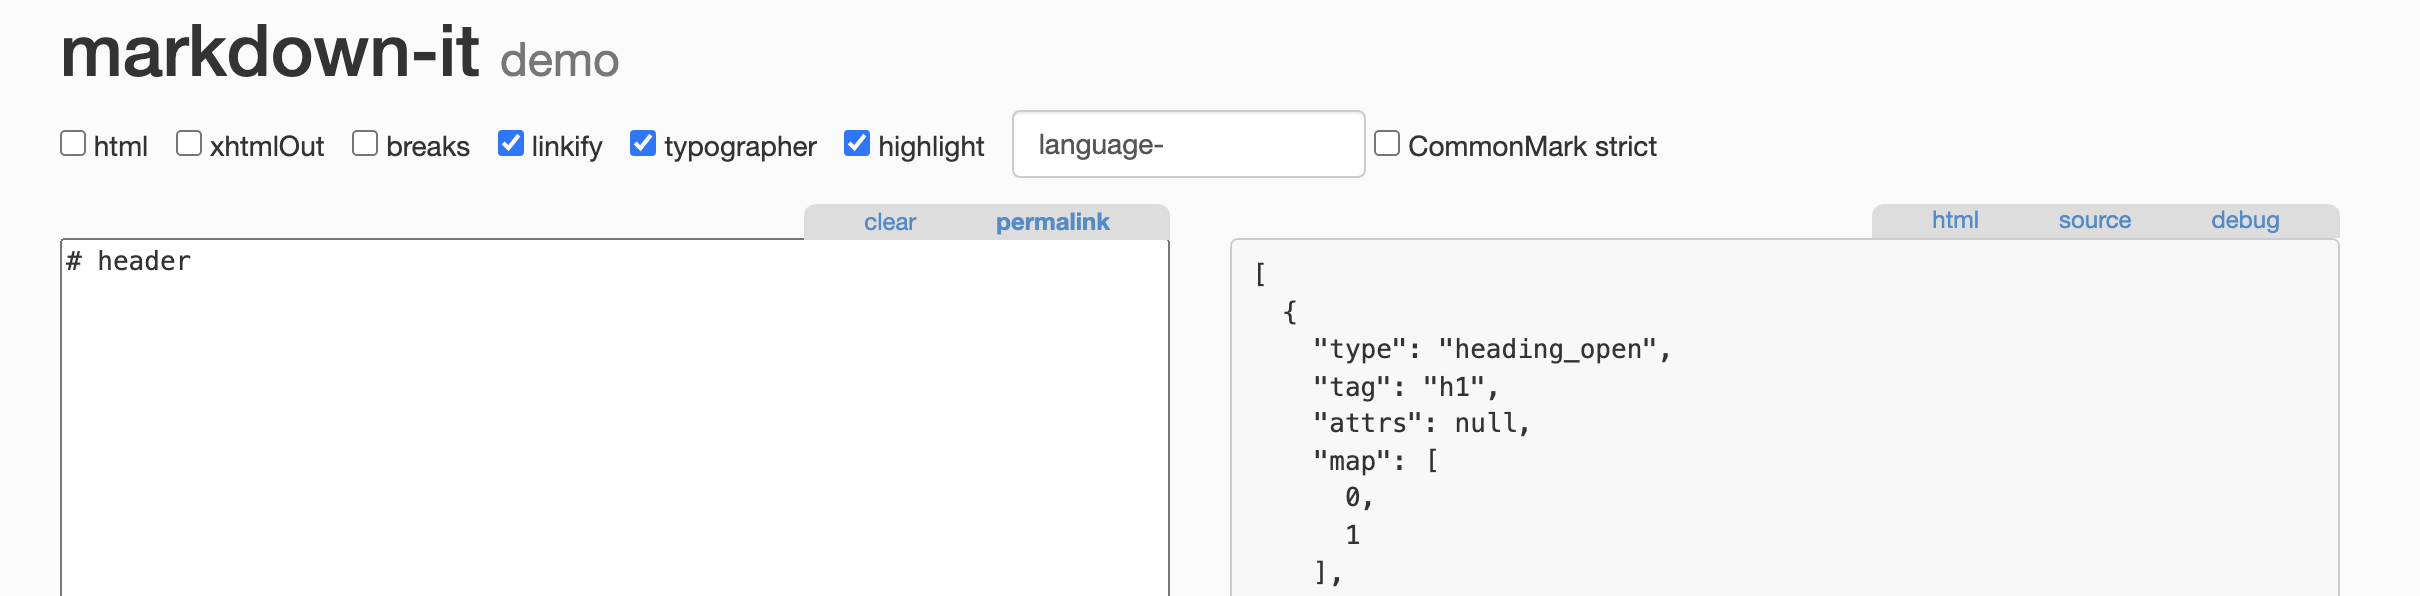 markdown-it demo
html xhtmlOut breaks linkify typographer highlight language- CommonMark strict
clear permalink
html source debug
# header
[
  {
    "type": "heading_open",
    "tag": "h1",
    "attrs": null,
    "map": [
      0,
      1
    ],